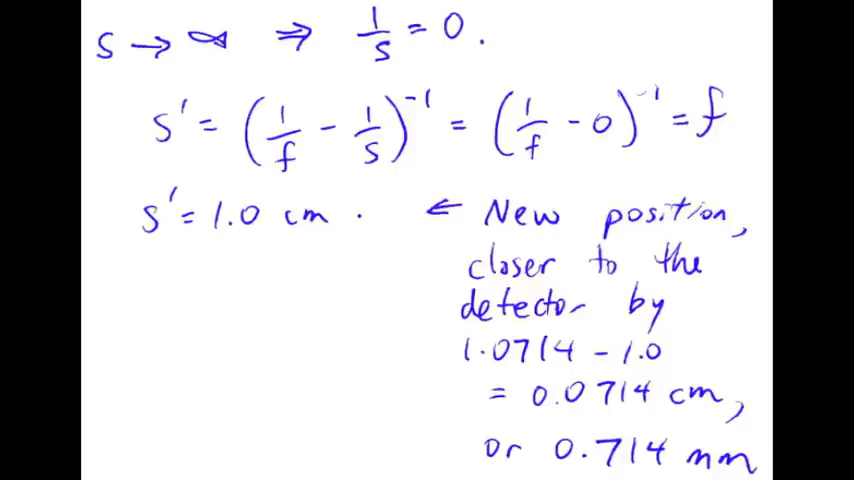 S → ∞ ⇒ 1/s = 0.
s' = (1/f - 1/s)^-1 = (1/f - 0)^-1 = f
s' = 1.0 cm. ← New position,
closer to the
detector by
1.0714 - 1.0
= 0.0714 cm,
or 0.714 mm